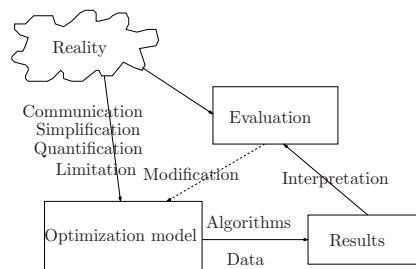 Reality
Communication
Simplification
Quantification
Limitation
Evaluation
Modification
Interpretation
Optimization model
Algorithms
Data
Results